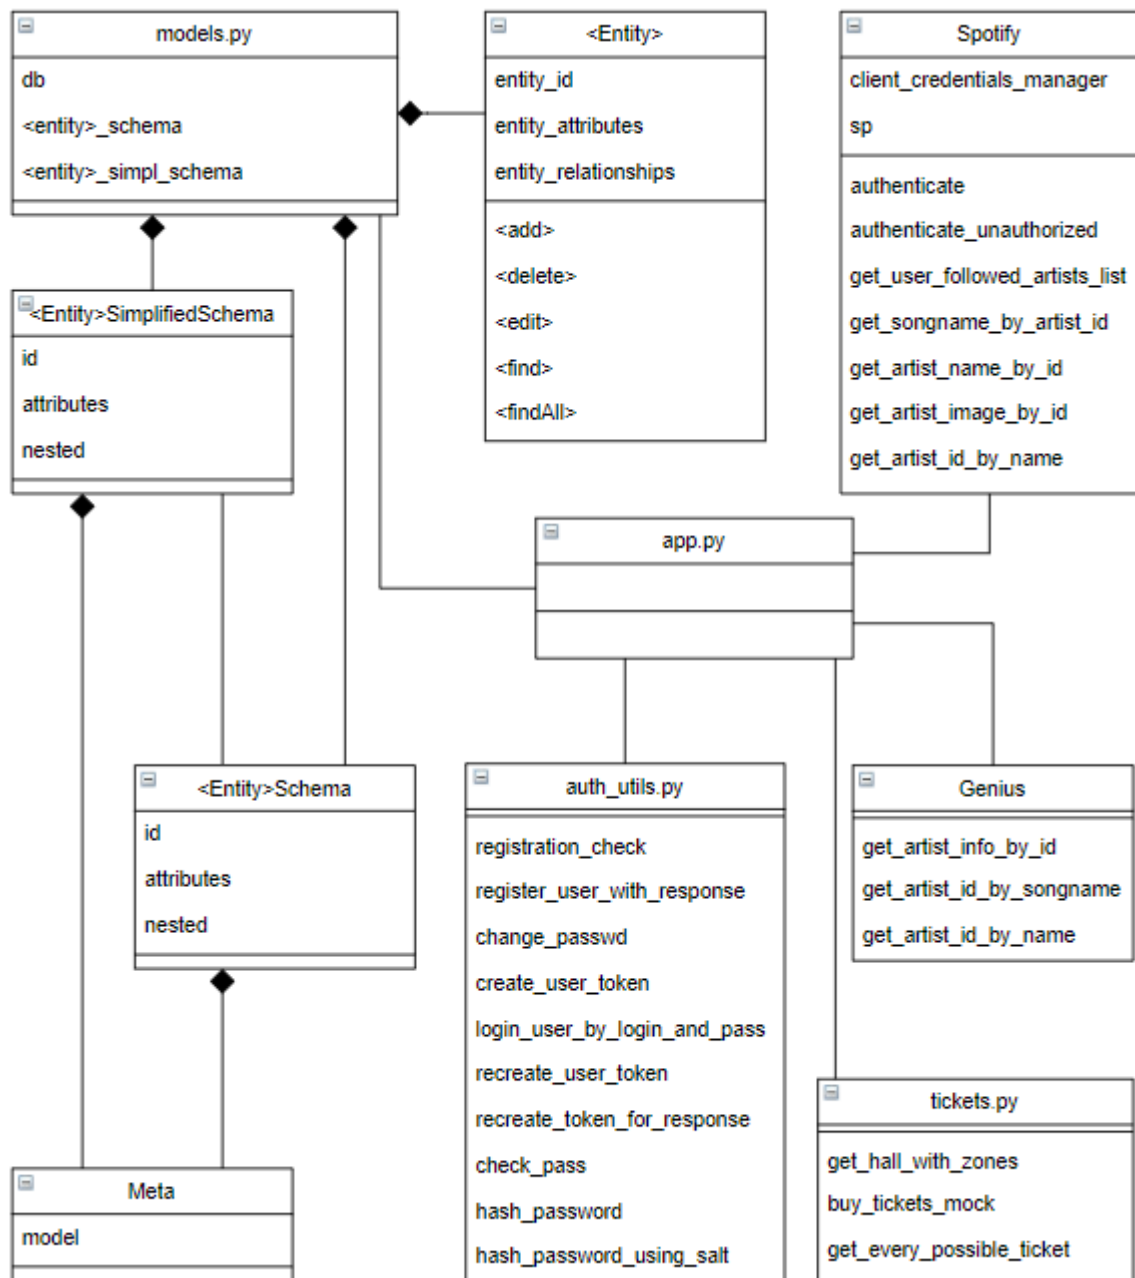 models.py
db
<entity>_schema
<entity>_simpl_schema
<Entity>
entity_id
entity_attributes
entity_relationships
<add>
<delete>
<edit>
<find>
<findAll>
Spotify
client_credentials_manager
sp
authenticate
authenticate_unauthorized
get_user_followed_artists_list
get_songname_by_artist_id
get_artist_name_by_id
get_artist_image_by_id
get_artist_id_by_name
<Entity>SimplifiedSchema
id
attributes
nested
app.py
<Entity>Schema
id
attributes
nested
auth_utils.py
registration_check
register_user_with_response
change_passwd
create_user_token
login_user_by_login_and_pass
recreate_user_token
recreate_token_for_response
check_pass
hash_password
hash_password_using_salt
Genius
get_artist_info_by_id
get_artist_id_by_songname
get_artist_id_by_name
tickets.py
get_hall_with_zones
buy_tickets_mock
get_every_possible_ticket
Meta
model